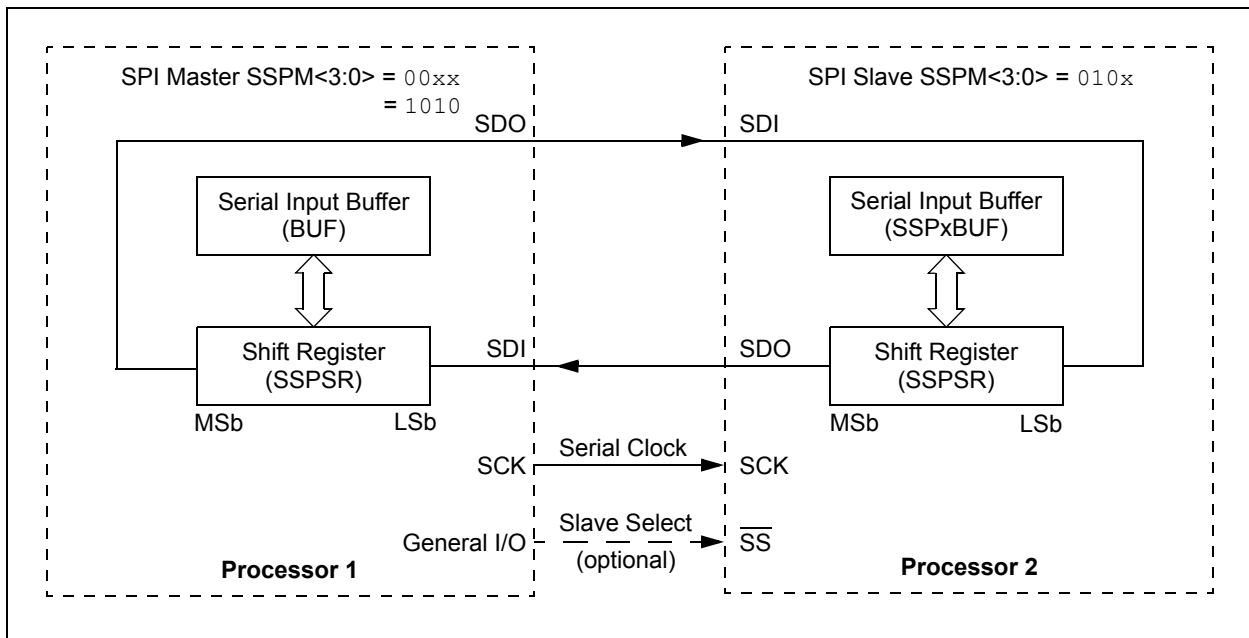 SPI Master SSPM<3:0> = 00xx
= 1010
SPI Slave SSPM<3:0> = 010x
SDO
SDI
Serial Input Buffer
(BUF)
Serial Input Buffer
(SSPxBUF)
Shift Register
(SSPSR)
MSb
LSb
SDI
SDO
Shift Register
(SSPSR)
MSb
LSb
SCK
Serial Clock
SCK
General I/O
Slave Select
(optional)
SS
Processor 1
Processor 2